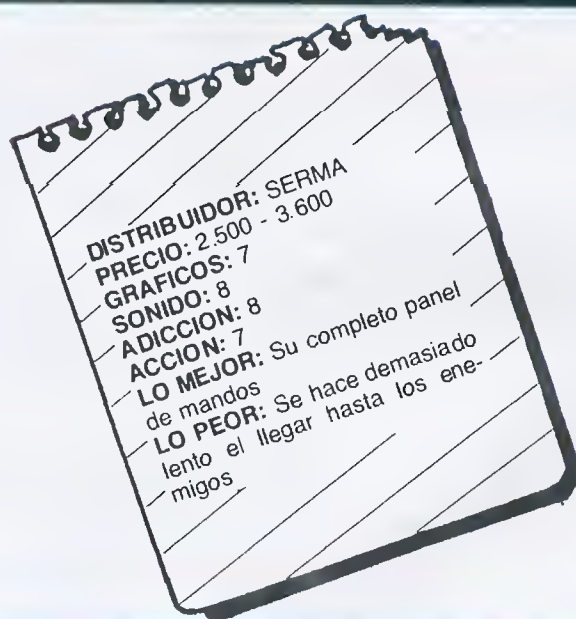 DISTRIBUIDOR: SERMA
PRECIO: 2.500 - 3.600
GRAFICOS: 7
SONIDO: 8
ADICCION: 8
ACCION: 7
LO MEJOR: Su completo panel
de mandos
LO PEOR: Se hace demasiado
lento el llegar hasta los ene-
migos